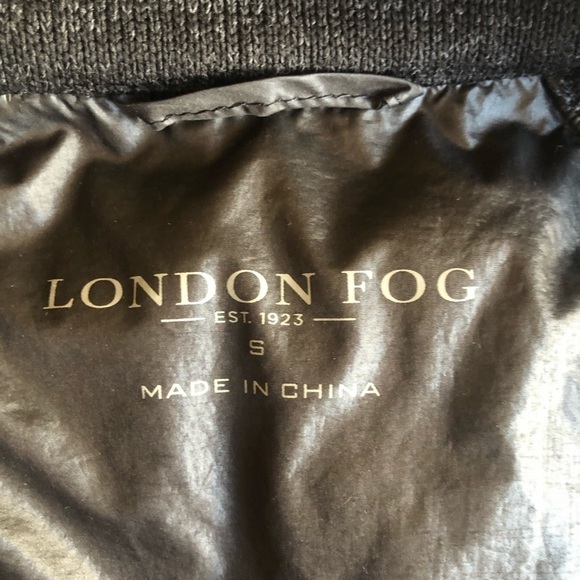 LONDON FOG
EST. 1923
S
MADE IN CHINA